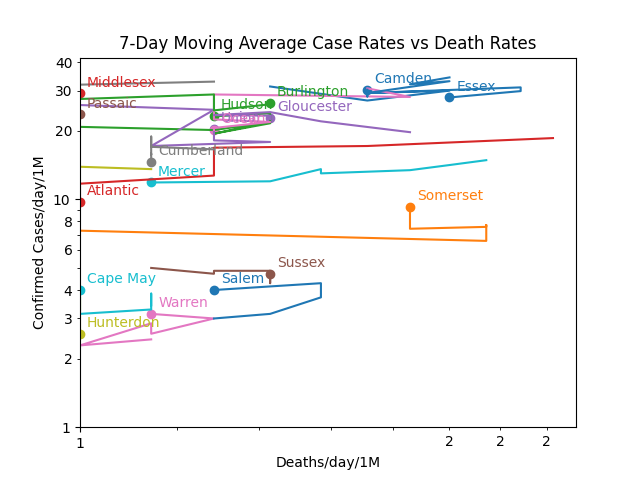 7-Day Moving Average Case Rates vs Death Rates
40
30
20
10
8
6
4
3
2
1
Confirmed Cases/day/1M
Middlesex
Camden
Essex
Burlington
Passaic
Hudson
Gloucester
Cumberland
Mercer
Atlantic
Somerset
Sussex
Cape May
Salem
Warren
Hunterdon
1
2
2
2
Deaths/day/1M